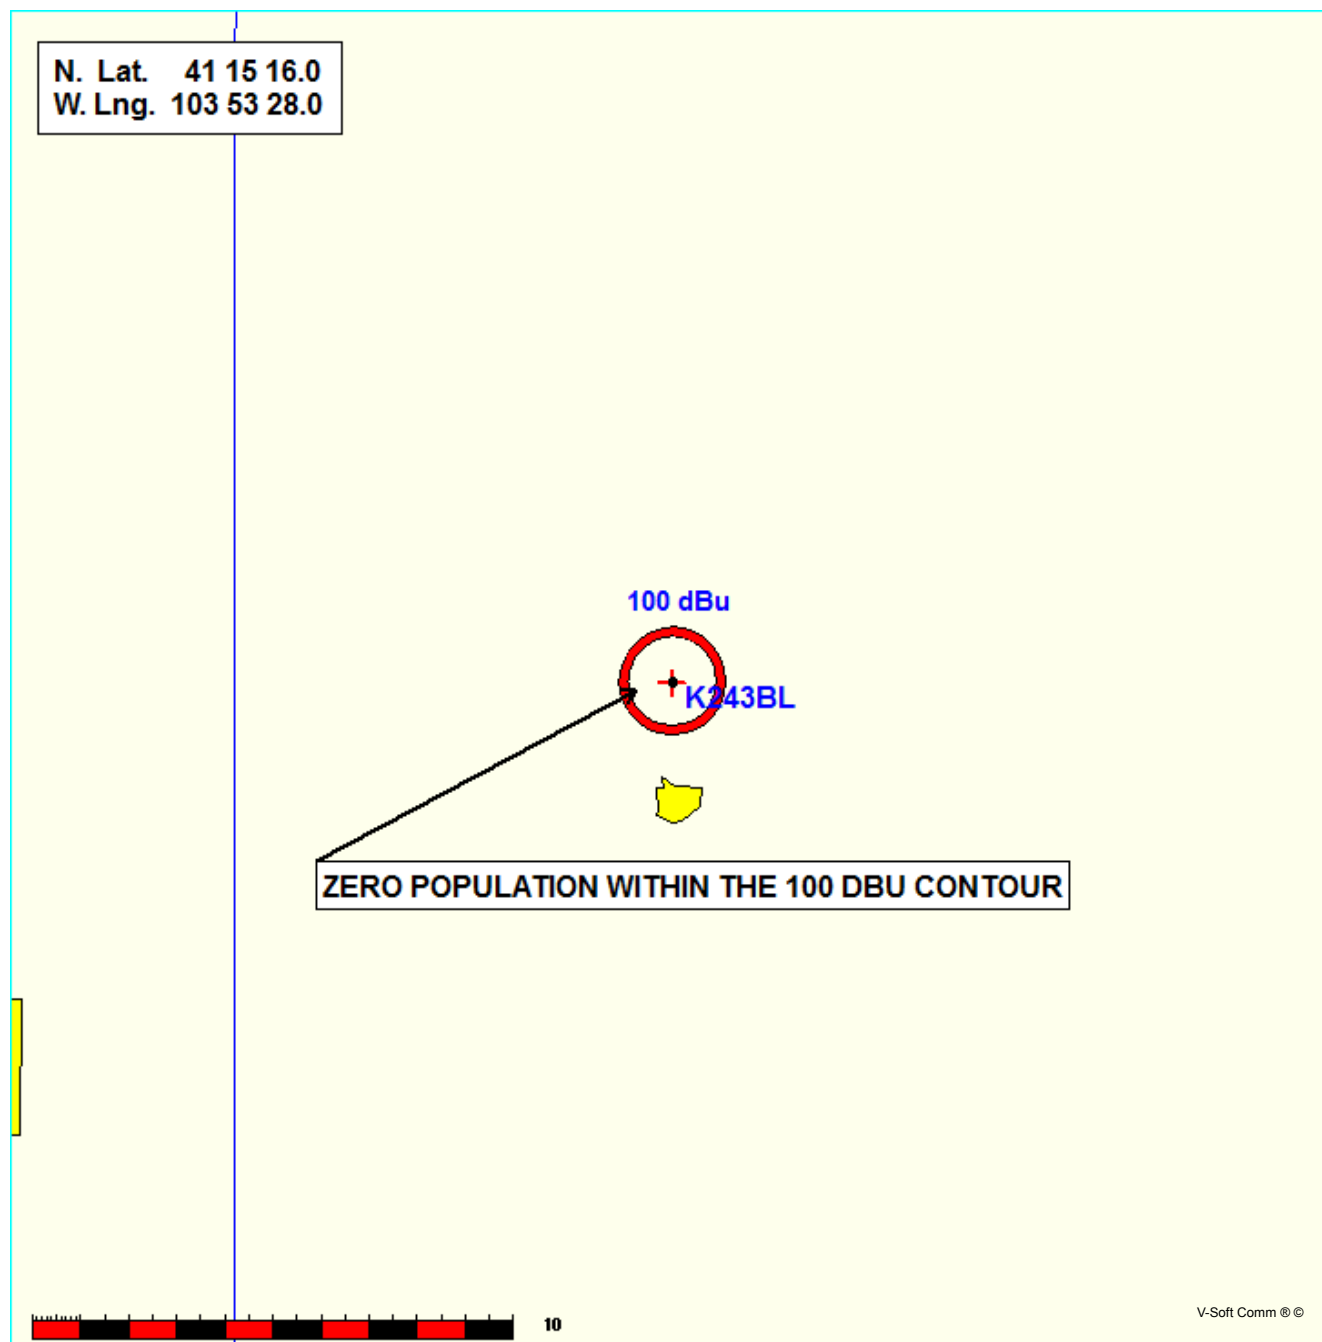 N. Lat. 41 15 16.0
W. Lng. 103 53 28.0
100 dBu
K243BL
ZERO POPULATION WITHIN THE 100 DBU CONTOUR
10
V-Soft Comm ® ©